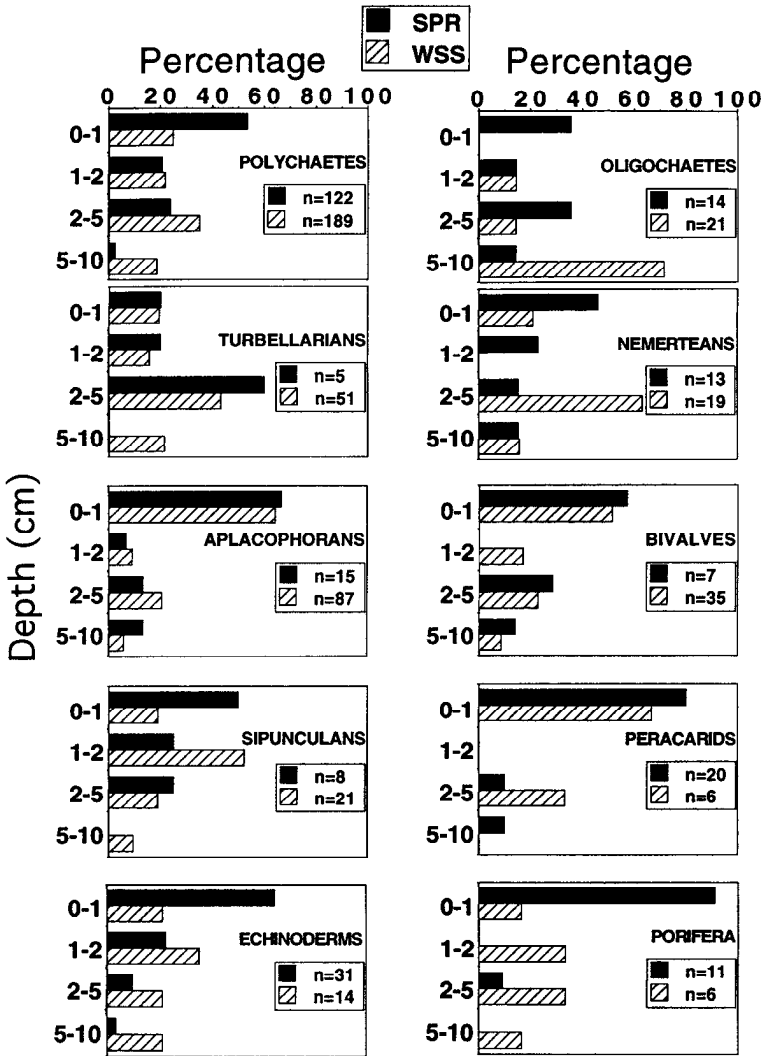 SPR
WSS
Percentage
0 20 40 60 80 100
0-1
1-2
2-5
5-10
POLYCHAETES
n=122
n=189
0-1
1-2
2-5
5-10
TURBELLARIANS
n=5
n=51
0-1
1-2
2-5
5-10
APLACOPHORANS
n=15
n=87
0-1
1-2
2-5
5-10
SIPUNCULANS
n=8
n=21
0-1
1-2
2-5
5-10
ECHINODERMS
n=31
n=14
Percentage
0 20 40 60 80 100
0-1
1-2
2-5
5-10
OLIGOCHAETES
n=14
n=21
0-1
1-2
2-5
5-10
NEMERTEANS
n=13
n=19
0-1
1-2
2-5
5-10
BIVALVES
n=7
n=35
0-1
1-2
2-5
5-10
PERACARIDS
n=20
n=6
0-1
1-2
2-5
5-10
PORIFERA
n=11
n=6
Depth (cm)